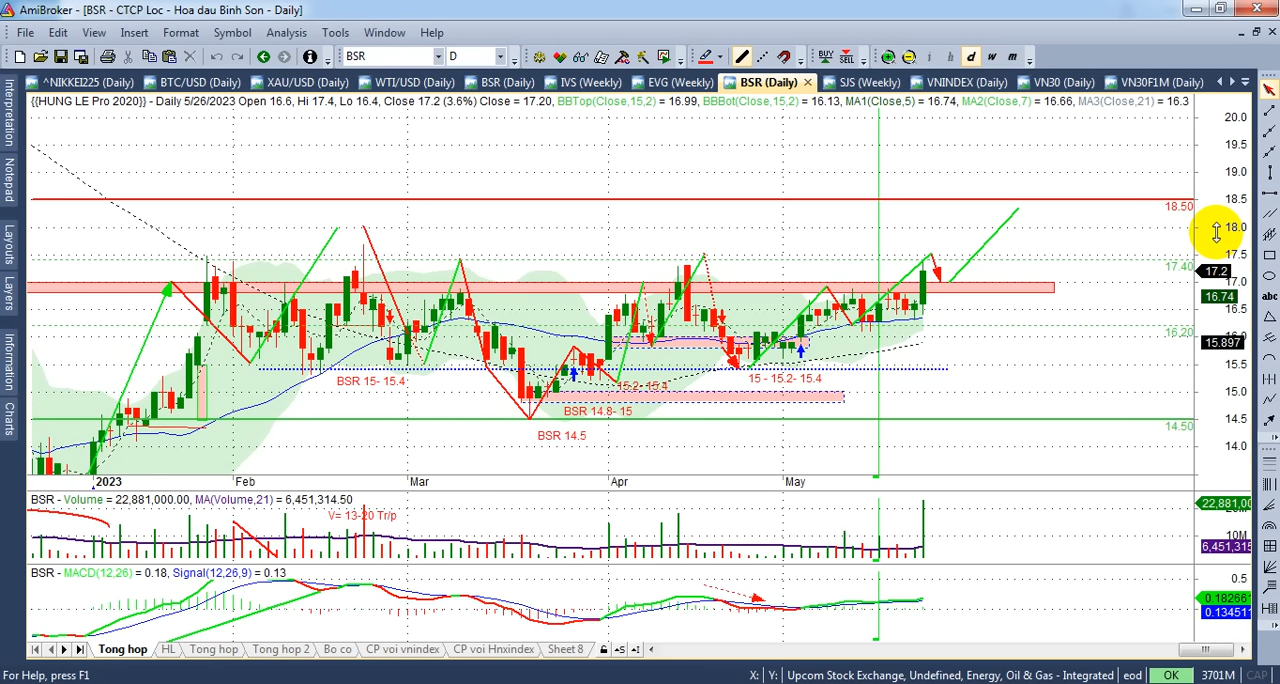 AmiBroker - [BSR - CTCP Loc - Hoa dau Binh Son - Daily]
File Edit View Insert Format Symbol Analysis Tools Window Help
BSR D BUY SELL i h d w m
^NIKKEI225 (Daily) BTC/USD (Daily) XAU/USD (Daily) WTI/USD (Daily) BSR (Daily) IVS (Weekly) EVG (Weekly) BSR (Daily) SJS (Weekly) VNINDEX (Daily) VN30 (Daily) VN30F1M (Daily)
Interpretation
Notepad
Layouts
Layers
Information
Charts
{{HUNG LE Pro 2020}} - Daily 5/26/2023 Open 16.6, Hi 17.4, Lo 16.4, Close 17.2 (3.6%) Close = 17.20, BBTop(Close,15,2) = 16.99, BBBot(Close,15,2) = 16.13, MA1(Close,5) = 16.74, MA2(Close,7) = 16.66, MA3(Close,21) = 16.3
20.0
19.5
19.0
18.5
18.50
18.0
17.5
17.40
17.2
17.0
16.74
16.5
16.20
16.0
15.897
15.5
BSR 15- 15.4
15.2- 15.4
15 - 15.2- 15.4
15.0
BSR 14.8- 15
14.5
14.50
BSR 14.5
14.0
abc
2023 Feb Mar Apr May
BSR - Volume = 22,881,000.00, MA(Volume,21) = 6,451,314.50
V= 13-20 Tr/p
22,881,00
10M
6,451,315
BSR - MACD(12,26) = 0.18, Signal(12,26,9) = 0.13
0.5
0.182661
0.134511
Tong hop HL Tong hop Tong hop 2 Bo co CP voi vnindex CP voi Hnxindex Sheet 8
For Help, press F1 X: Y: Upcom Stock Exchange, Undefined, Energy, Oil & Gas - Integrated eod OK 3701M CAP